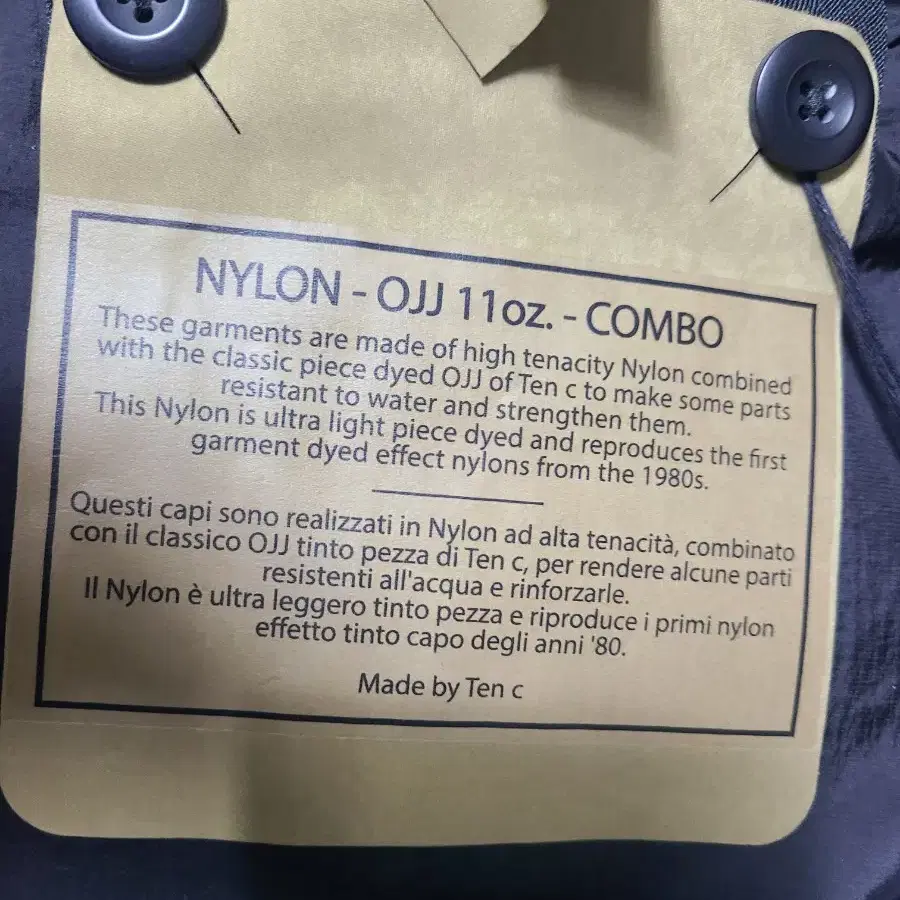 NYLON - OJJ 11oz. - COMBO
These garments are made of high tenacity Nylon combined
with the classic piece dyed OJJ of Ten c to make some parts
resistant to water and strengthen them.
This Nylon is ultra light piece dyed and reproduces the first
garment dyed effect nylons from the 1980s.
Questi capi sono realizzati in Nylon ad alta tenacità, combinato
con il classico OJJ tinto pezza di Ten c, per rendere alcune parti
resistenti all'acqua e rinforzarle.
Il Nylon è ultra leggero tinto pezza e riproduce i primi nylon
effetto tinto capo degli anni '80.
Made by Ten c